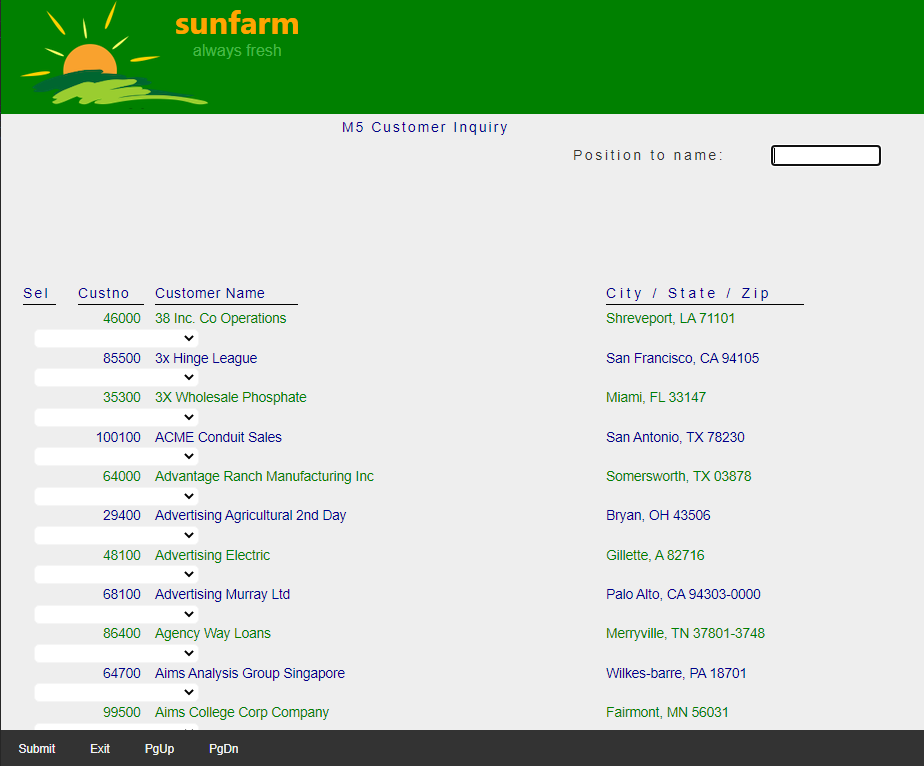 sunfarm
always fresh
M5 Customer Inquiry
Position to name:
Sel Custno Customer Name City / State / Zip
46000 38 Inc. Co Operations Shreveport, LA 71101
85500 3x Hinge League San Francisco, CA 94105
35300 3X Wholesale Phosphate Miami, FL 33147
100100 ACME Conduit Sales San Antonio, TX 78230
64000 Advantage Ranch Manufacturing Inc Somersworth, TX 03878
29400 Advertising Agricultural 2nd Day Bryan, OH 43506
48100 Advertising Electric Gillette, A 82716
68100 Advertising Murray Ltd Palo Alto, CA 94303-0000
86400 Agency Way Loans Merryville, TN 37801-3748
64700 Aims Analysis Group Singapore Wilkes-barre, PA 18701
99500 Aims College Corp Company Fairmont, MN 56031
Submit Exit PgUp PgDn